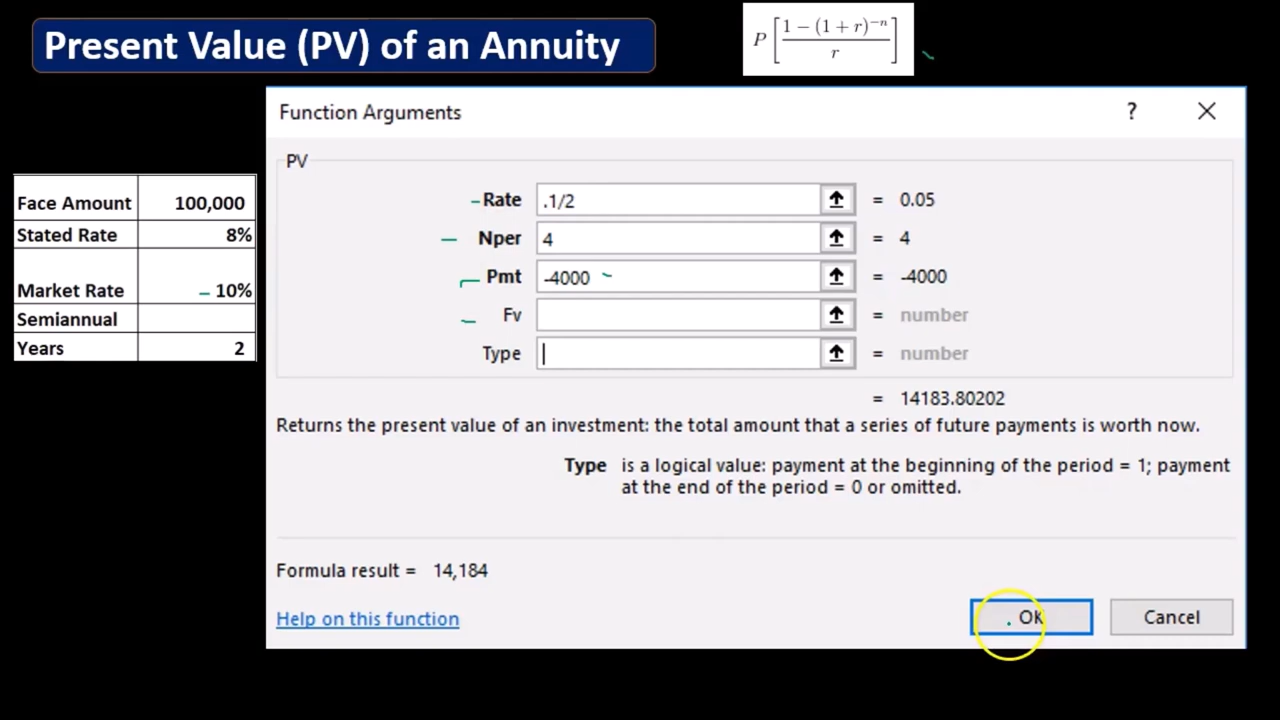 Present Value (PV) of an Annuity
P [ 1 − (1 + r)^−n / r ]
Function Arguments ? ×
PV
Face Amount 100,000
Stated Rate 8%
Market Rate 10%
Semiannual
Years 2
Rate .1/2 = 0.05
Nper 4 = 4
Pmt -4000 = -4000
Fv = number
Type = number
= 14183.80202
Returns the present value of an investment: the total amount that a series of future payments is worth now.
Type is a logical value: payment at the beginning of the period = 1; payment
at the end of the period = 0 or omitted.
Formula result = 14,184
Help on this function
OK Cancel